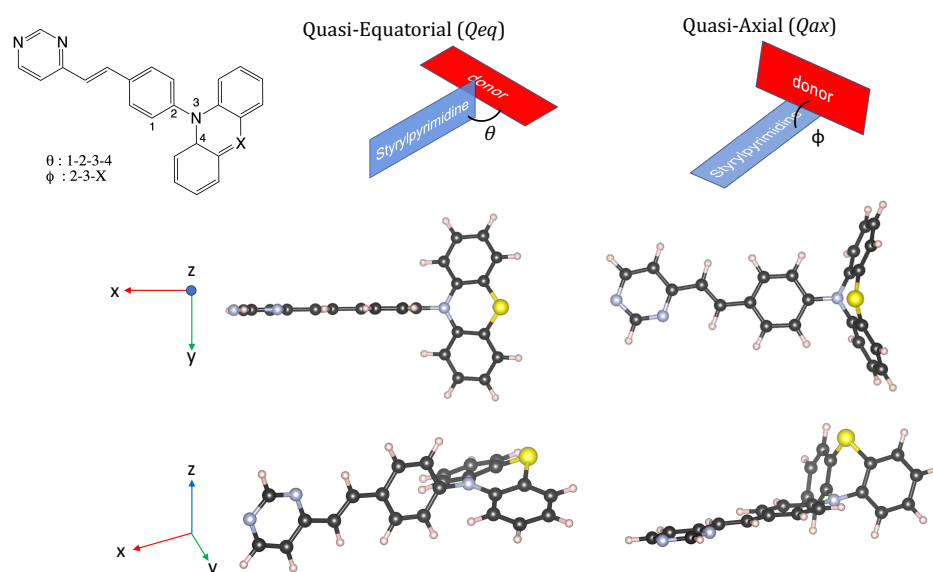 Quasi-Equatorial (Qeq)
Quasi-Axial (Qax)
N
N
1
2
3
N
4
X
θ : 1-2-3-4
ϕ : 2-3-X
donor
Styrylpyrimidine
θ
donor
Styrylpyrimidine
ϕ
z
x
y
z
x
y